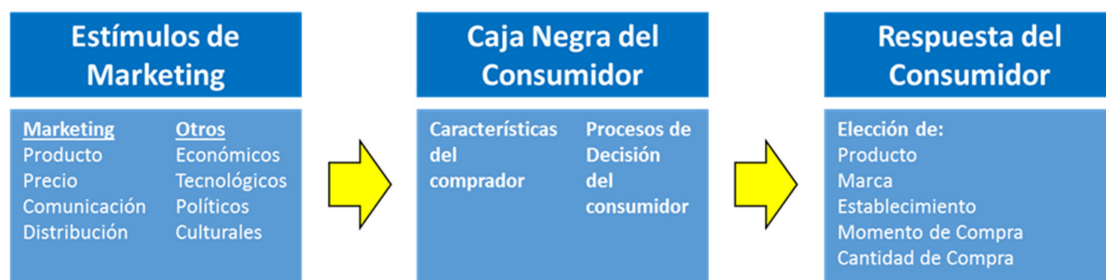 Estímulos de
Marketing
Marketing
Producto
Precio
Comunicación
Distribución
Otros
Económicos
Tecnológicos
Políticos
Culturales
Caja Negra del
Consumidor
Características
del
comprador
Procesos de
Decisión
del
consumidor
Respuesta del
Consumidor
Elección de:
Producto
Marca
Establecimiento
Momento de Compra
Cantidad de Compra